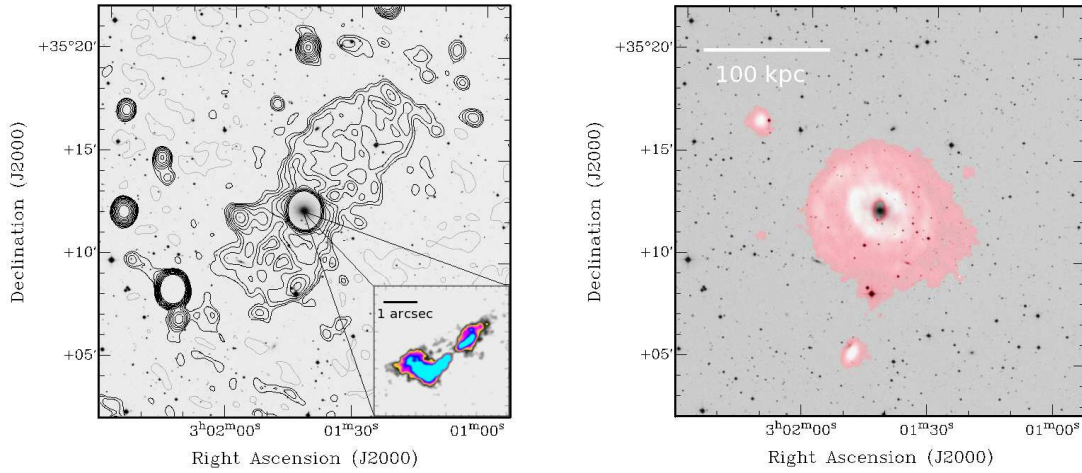 +35°20′
+15′
+10′
+05′
Declination (J2000)
1 arcsec
3ʰ02ᵐ00ˢ
01ᵐ30ˢ
01ᵐ00ˢ
Right Ascension (J2000)
+35°20′
+15′
+10′
+05′
Declination (J2000)
100 kpc
3ʰ02ᵐ00ˢ
01ᵐ30ˢ
01ᵐ00ˢ
Right Ascension (J2000)